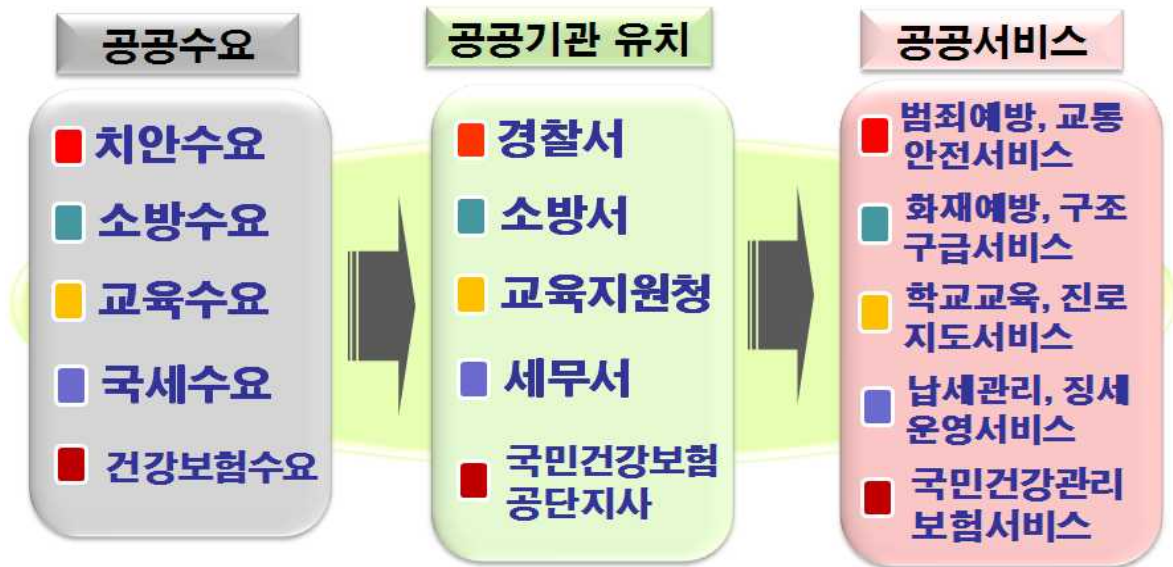 공공수요
치안수요
소방수요
교육수요
국세수요
건강보험수요
공공기관 유치
경찰서
소방서
교육지원청
세무서
국민건강보험
공단지사
공공서비스
범죄예방, 교통
안전서비스
화재예방, 구조
구급서비스
학교교육, 진로
지도서비스
납세관리, 징세
운영서비스
국민건강관리
보험서비스